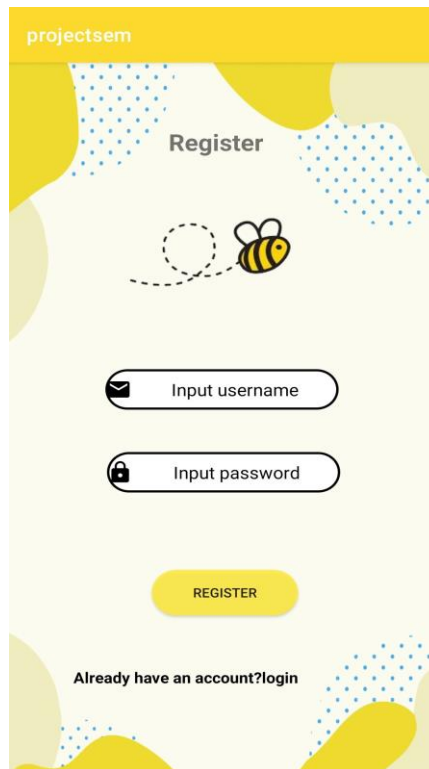 projectsem
Register
Input username
Input password
REGISTER
Already have an account?login